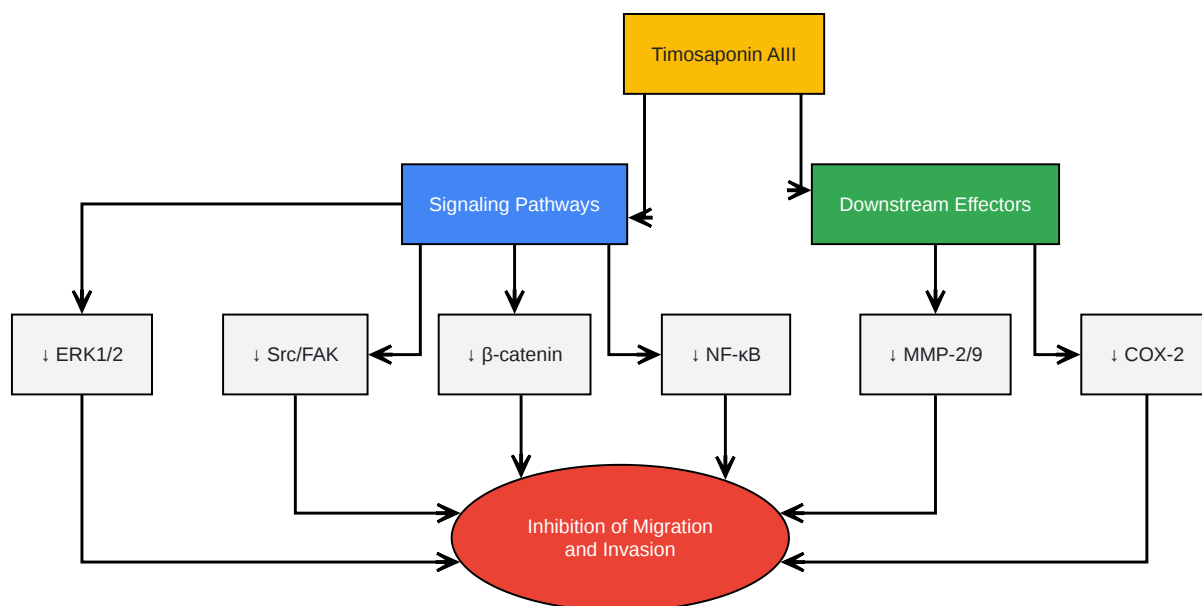 Timosaponin AIII
Signaling Pathways
Downstream Effectors
↓ ERK1/2
↓ Src/FAK
↓ β-catenin
↓ NF-κB
↓ MMP-2/9
↓ COX-2
Inhibition of Migration
and Invasion